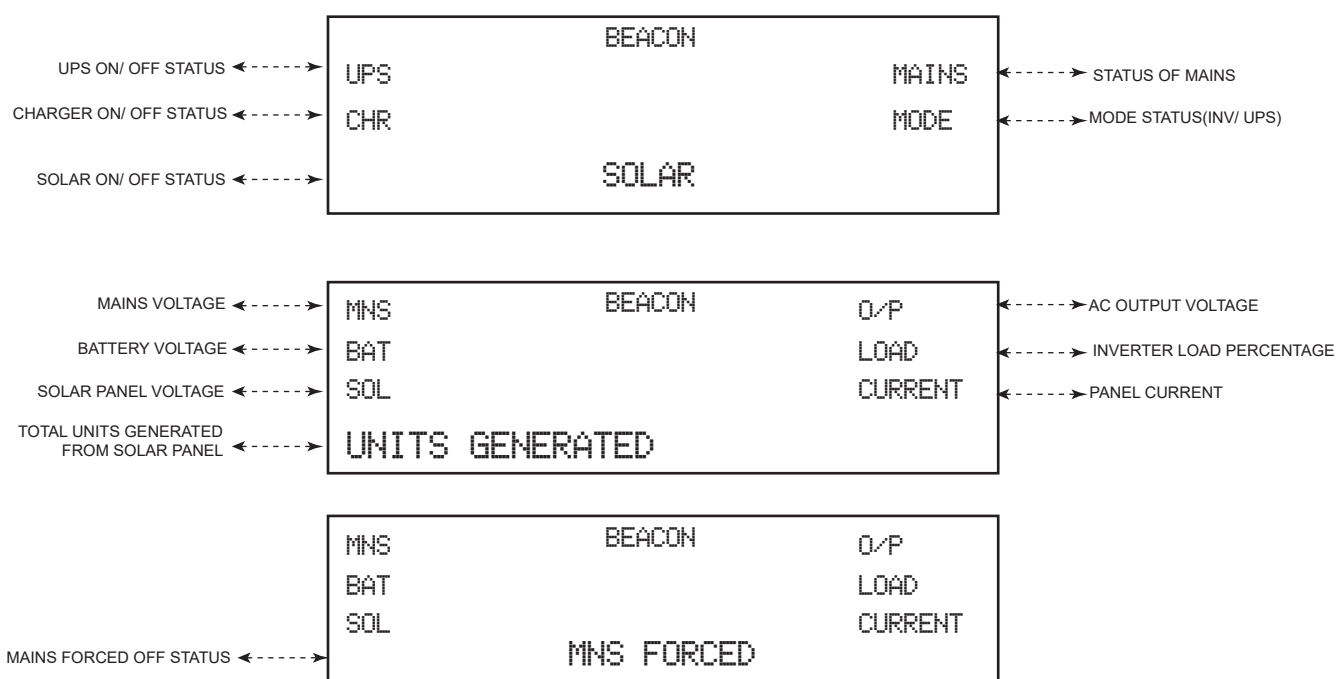 BEACON
UPS ON/ OFF STATUS UPS MAINS STATUS OF MAINS
CHARGER ON/ OFF STATUS CHR MODE MODE STATUS(INV/ UPS)
SOLAR ON/ OFF STATUS SOLAR
MAINS VOLTAGE MNS BEACON O/P AC OUTPUT VOLTAGE
BATTERY VOLTAGE BAT LOAD INVERTER LOAD PERCENTAGE
SOLAR PANEL VOLTAGE SOL CURRENT PANEL CURRENT
TOTAL UNITS GENERATED
FROM SOLAR PANEL UNITS GENERATED
MNS BEACON O/P
BAT LOAD
SOL CURRENT
MAINS FORCED OFF STATUS MNS FORCED